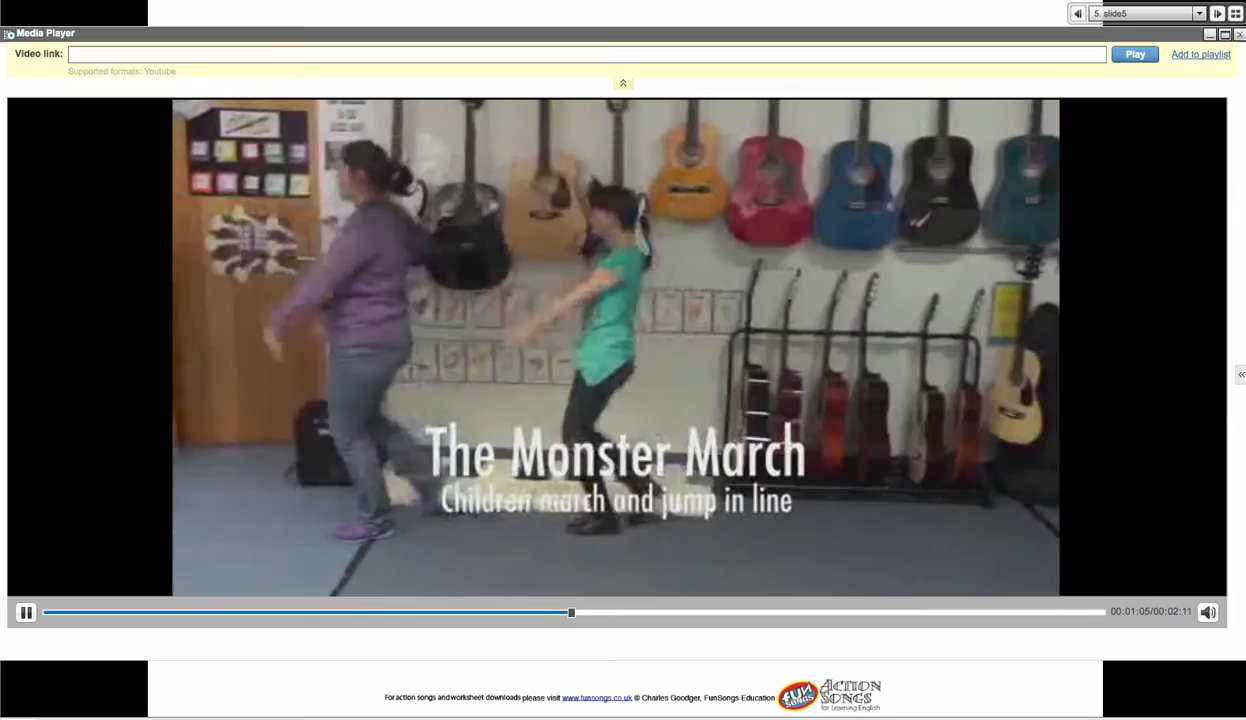 5. slide5
Media Player
Video link:
Play
Add to playlist
Supported formats: Youtube
The Monster March
Children march and jump in line
00:01:05/00:02:11
For action songs and worksheet downloads please visit www.funsongs.co.uk © Charles Goodger, FunSongs Education
FUN SONGS
ACTION SONGS
for Learning English